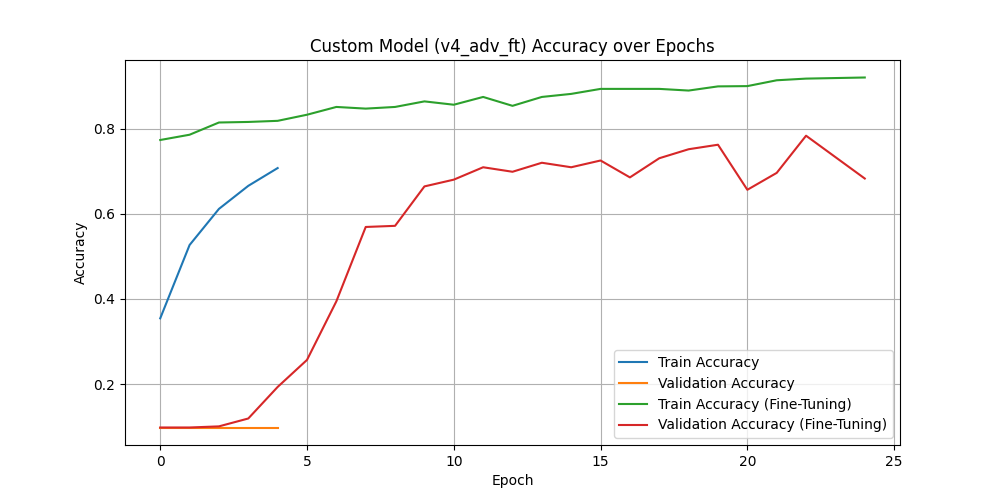 Custom Model (v4_adv_ft) Accuracy over Epochs
Accuracy
0.8
0.6
0.4
0.2
0 5 10 15 20 25
Epoch
Train Accuracy
Validation Accuracy
Train Accuracy (Fine-Tuning)
Validation Accuracy (Fine-Tuning)